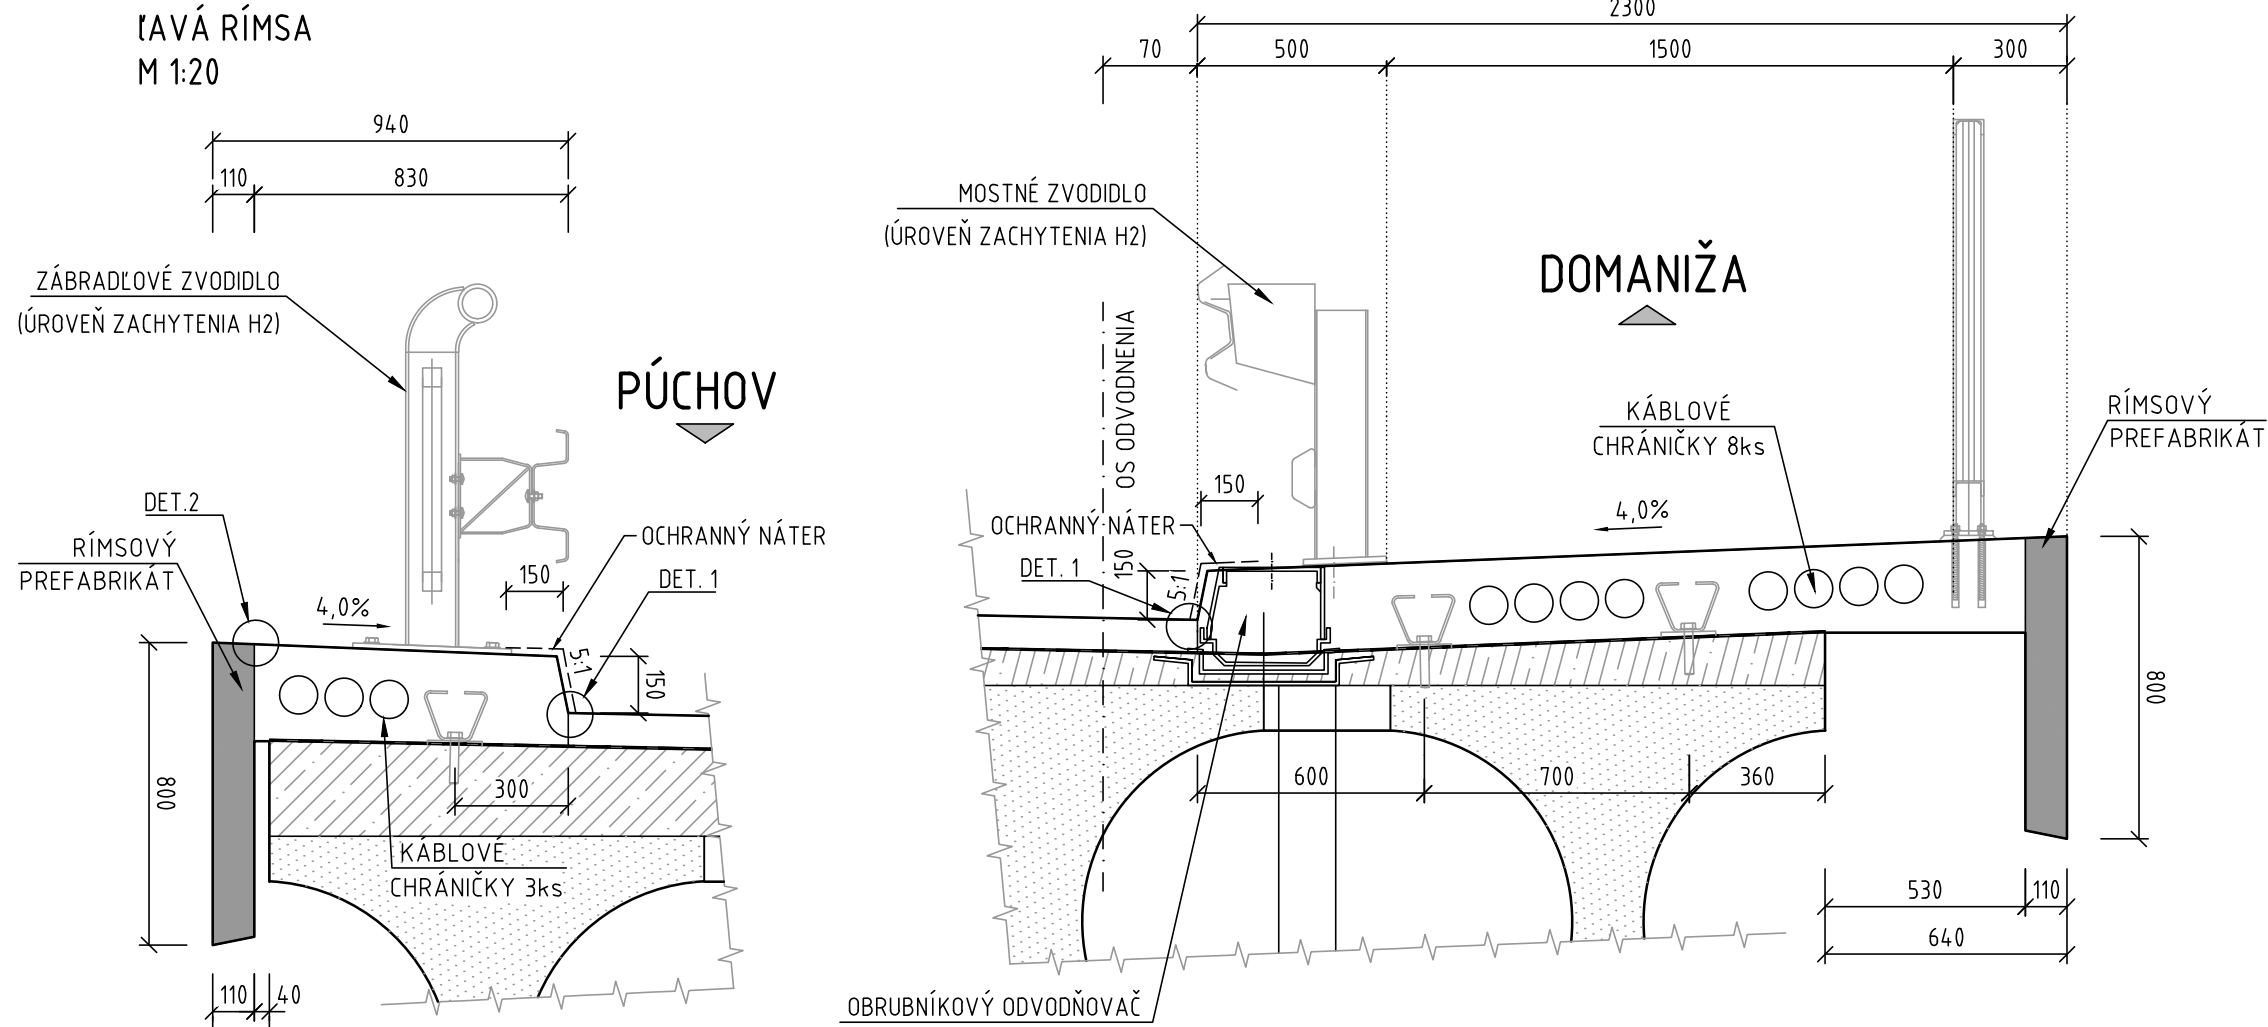 ĽAVÁ RÍMSA
M 1:20
940
110
830
ZÁBRADĽOVÉ ZVODIDLO
(ÚROVEŇ ZACHYTENIA H2)
PÚCHOV
DET.2
RÍMSOVÝ
PREFABRIKÁT
OCHRANNÝ NÁTER
150
DET. 1
4,0%
5:1
150
800
300
KÁBLOVÉ
CHRÁNIČKY 3ks
110
40
2300
70
500
1500
300
MOSTNÉ ZVODIDLO
(ÚROVEŇ ZACHYTENIA H2)
DOMANIŽA
OS ODVODNENIA
KÁBLOVÉ
CHRÁNIČKY 8ks
RÍMSOVÝ
PREFABRIKÁT
150
OCHRANNÝ NÁTER
4,0%
DET. 1
150
5:1
800
600
700
360
530
110
640
OBRUBNÍKOVÝ ODVODŇOVAČ